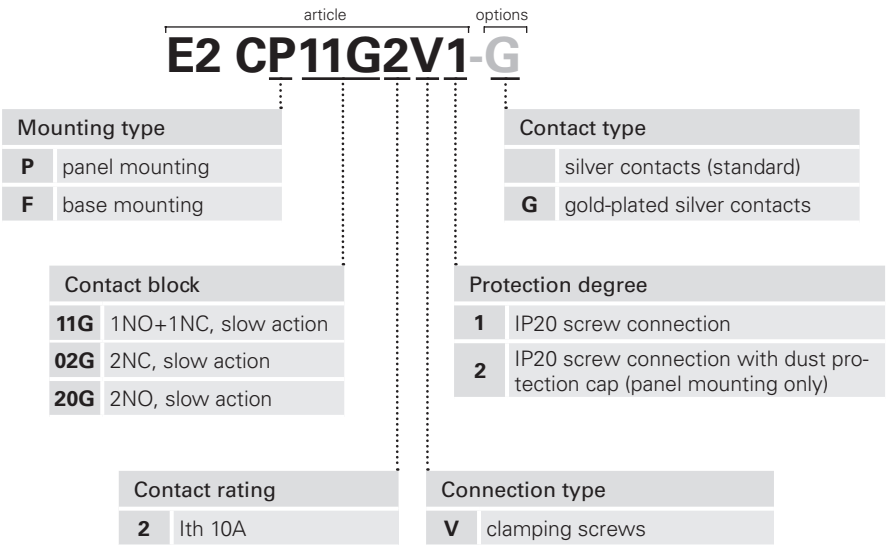 article options
E2 CP11G2V1-G
Mounting type
P panel mounting
F base mounting
Contact type
silver contacts (standard)
G gold-plated silver contacts
Contact block
11G 1NO+1NC, slow action
02G 2NC, slow action
20G 2NO, slow action
Protection degree
1 IP20 screw connection
2 IP20 screw connection with dust pro-
tection cap (panel mounting only)
Contact rating
2 Ith 10A
Connection type
V clamping screws